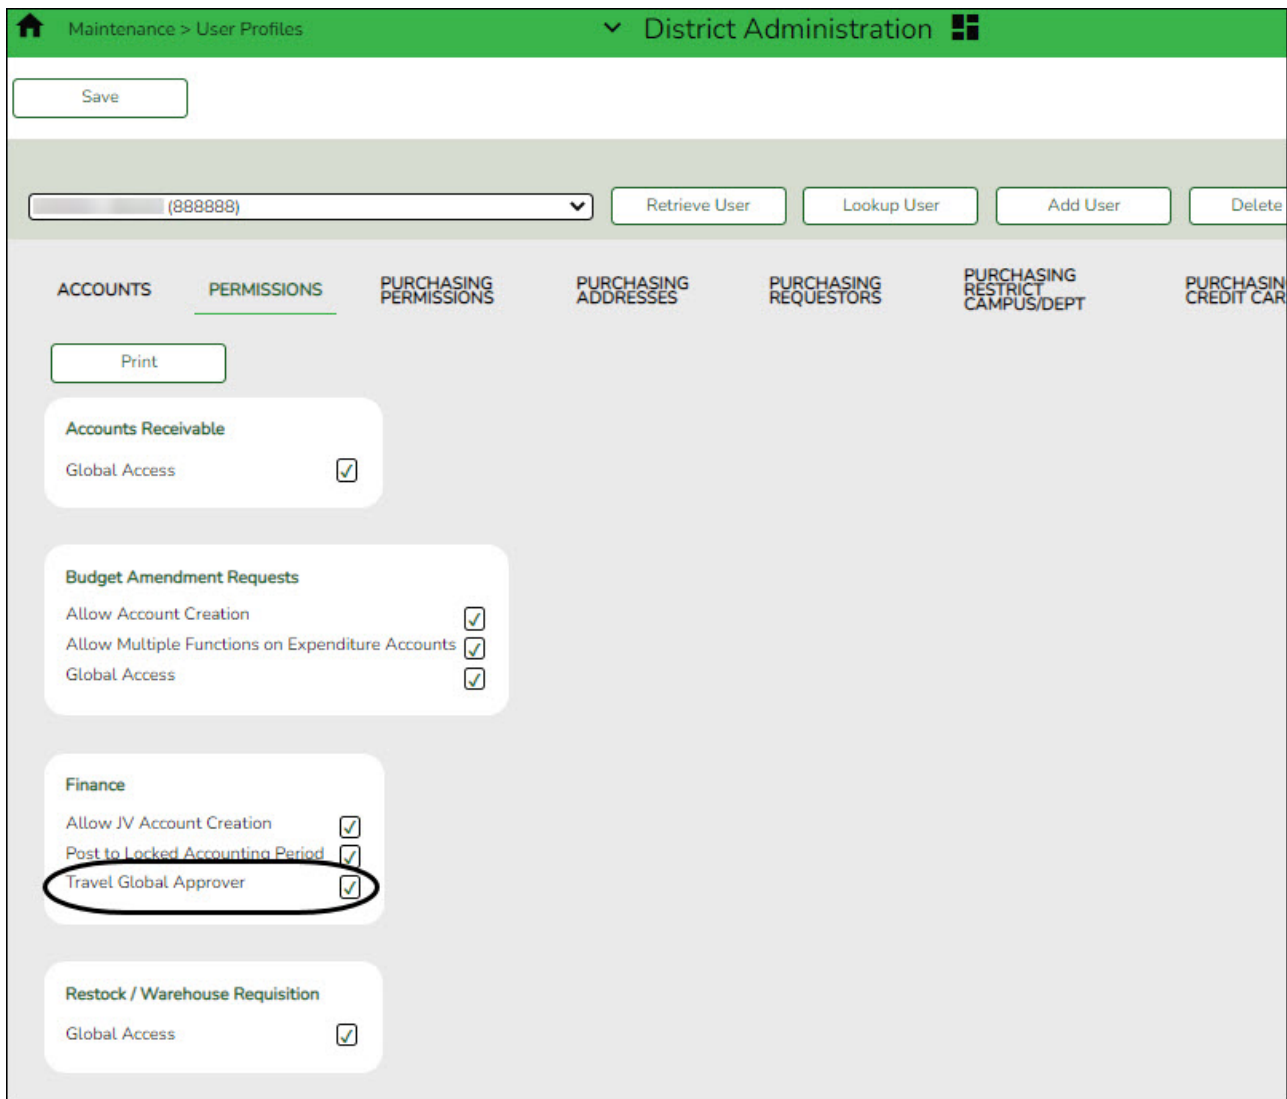 Maintenance > User Profiles
District Administration
Save
(888888)
Retrieve User
Lookup User
Add User
Delete
ACCOUNTS
PERMISSIONS
PURCHASING
PERMISSIONS
PURCHASING
ADDRESSES
PURCHASING
REQUESTORS
PURCHASING
RESTRICT
CAMPUS/DEPT
PURCHASIN
CREDIT CAR
Print
Accounts Receivable
Global Access
Budget Amendment Requests
Allow Account Creation
Allow Multiple Functions on Expenditure Accounts
Global Access
Finance
Allow JV Account Creation
Post to Locked Accounting Period
Travel Global Approver
Restock / Warehouse Requisition
Global Access